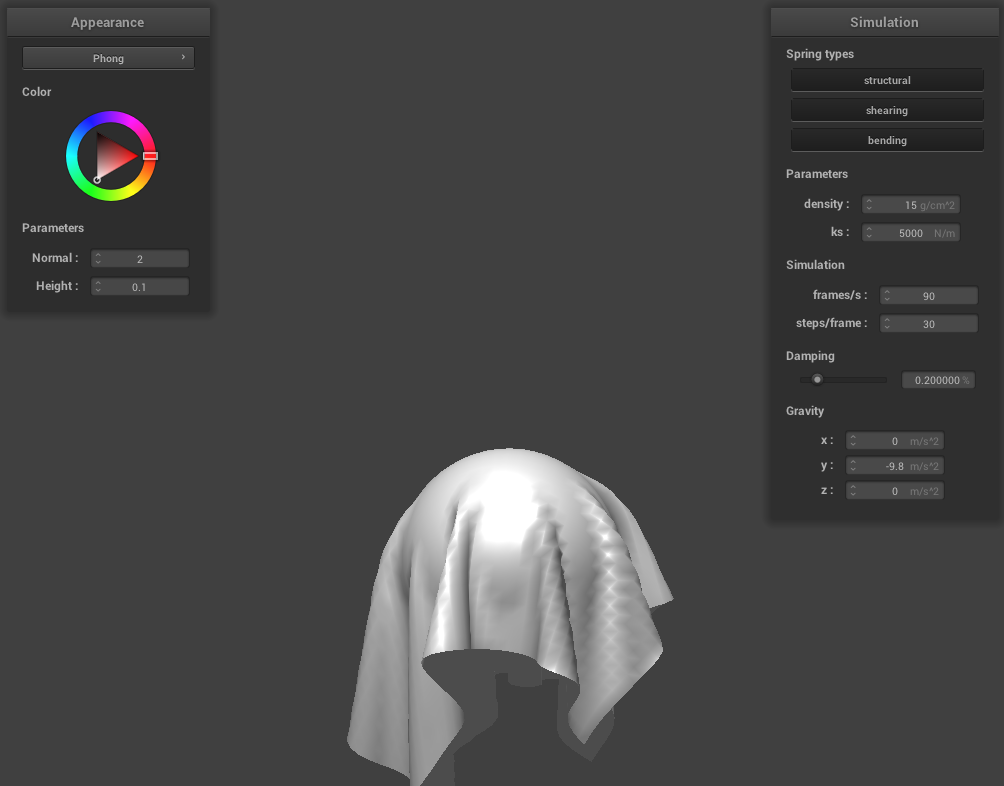 Appearance
Phong
Color
Parameters
Normal : 2
Height : 0.1
Simulation
Spring types
structural
shearing
bending
Parameters
density : 15 g/cm^2
ks : 5000 N/m
Simulation
frames/s : 90
steps/frame : 30
Damping
0.200000 %
Gravity
x : 0 m/s^2
y : -9.8 m/s^2
z : 0 m/s^2